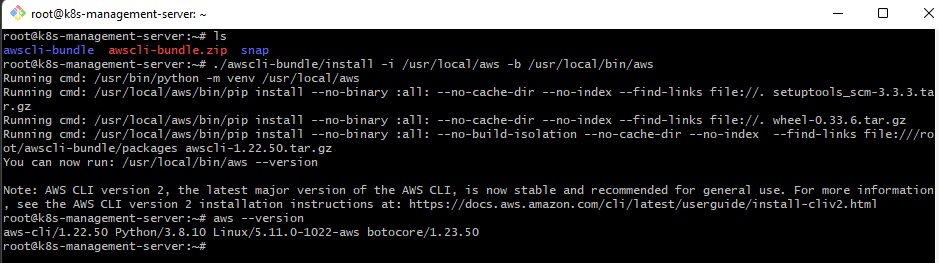 root@k8s-management-server: ~
root@k8s-management-server:~# ls
awscli-bundle  awscli-bundle.zip  snap
root@k8s-management-server:~# ./awscli-bundle/install -i /usr/local/aws -b /usr/local/bin/aws
Running cmd: /usr/bin/python -m venv /usr/local/aws
Running cmd: /usr/local/aws/bin/pip install --no-binary :all: --no-cache-dir --no-index --find-links file://. setuptools_scm-3.3.3.ta
r.gz
Running cmd: /usr/local/aws/bin/pip install --no-binary :all: --no-cache-dir --no-index --find-links file://. wheel-0.33.6.tar.gz
Running cmd: /usr/local/aws/bin/pip install --no-binary :all: --no-build-isolation --no-cache-dir --no-index  --find-links file:///ro
ot/awscli-bundle/packages awscli-1.22.50.tar.gz
You can now run: /usr/local/bin/aws --version
Note: AWS CLI version 2, the latest major version of the AWS CLI, is now stable and recommended for general use. For more information
, see the AWS CLI version 2 installation instructions at: https://docs.aws.amazon.com/cli/latest/userguide/install-cliv2.html
root@k8s-management-server:~# aws --version
aws-cli/1.22.50 Python/3.8.10 Linux/5.11.0-1022-aws botocore/1.23.50
root@k8s-management-server:~#